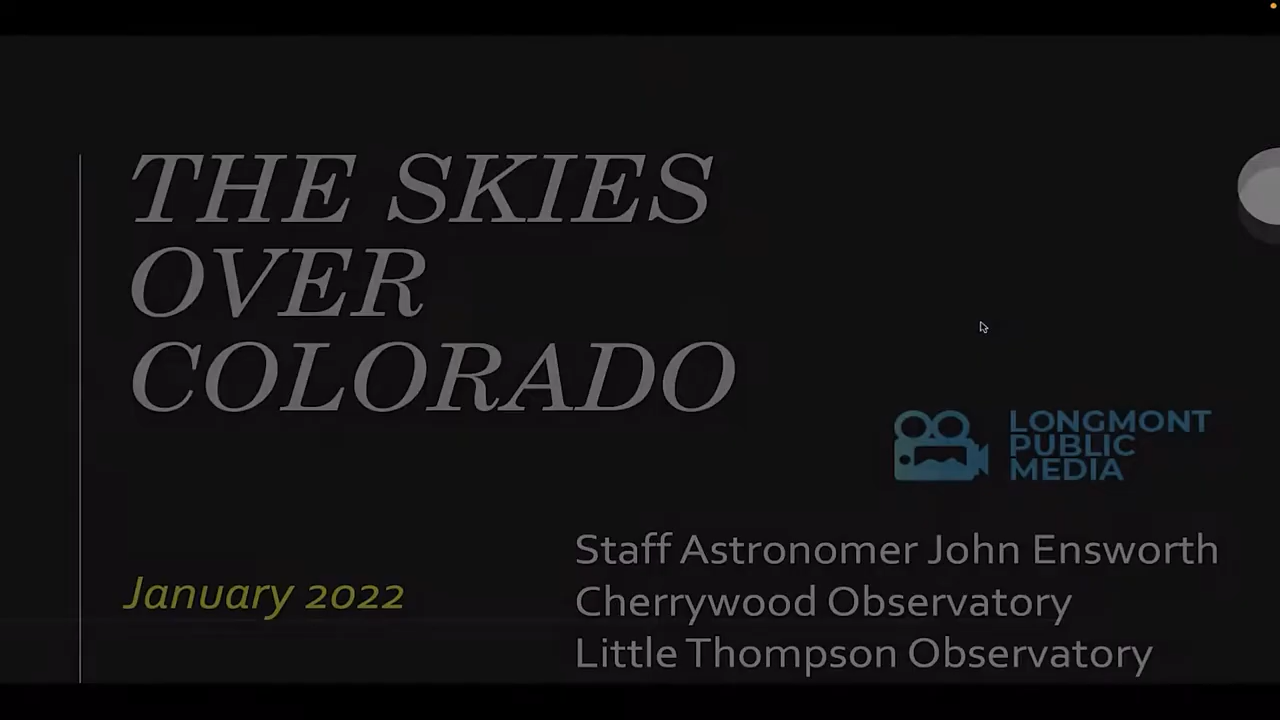 THE SKIES
OVER
COLORADO
LONGMONT
PUBLIC
MEDIA
January 2022
Staff Astronomer John Ensworth
Cherrywood Observatory
Little Thompson Observatory